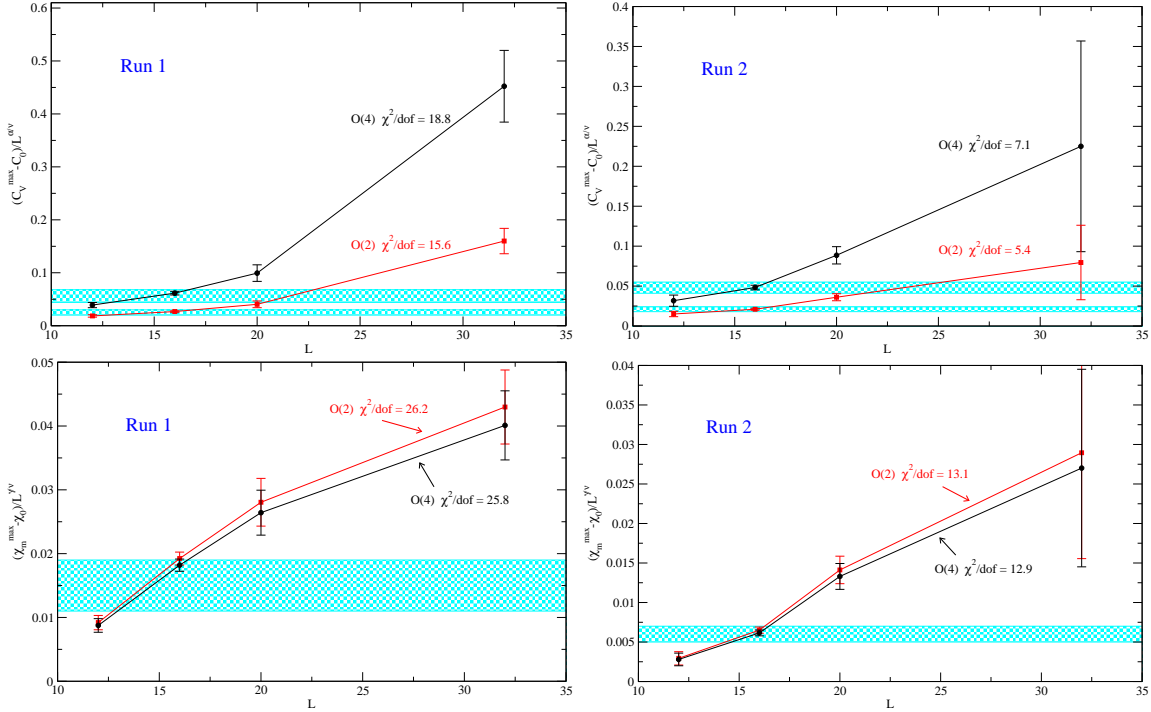 0.6
0.5
0.4
0.3
0.2
0.1
0
10 15 20 25 30 35
L
(C_V^max-C_0)/L^α/ν
Run 1
O(4) χ²/dof = 18.8
O(2) χ²/dof = 15.6
0.4
0.35
0.3
0.25
0.2
0.15
0.1
0.05
0
10 15 20 25 30 35
L
(C_V^max-C_0)/L^α/ν
Run 2
O(4) χ²/dof = 7.1
O(2) χ²/dof = 5.4
0.05
0.04
0.03
0.02
0.01
0
10 15 20 25 30 35
L
(χ_m^max-χ_0)/L^γ/ν
Run 1
O(2) χ²/dof = 26.2
O(4) χ²/dof = 25.8
0.04
0.035
0.03
0.025
0.02
0.015
0.01
0.005
0
10 15 20 25 30 35
L
(χ_m^max-χ_0)/L^γ/ν
Run 2
O(2) χ²/dof = 13.1
O(4) χ²/dof = 12.9